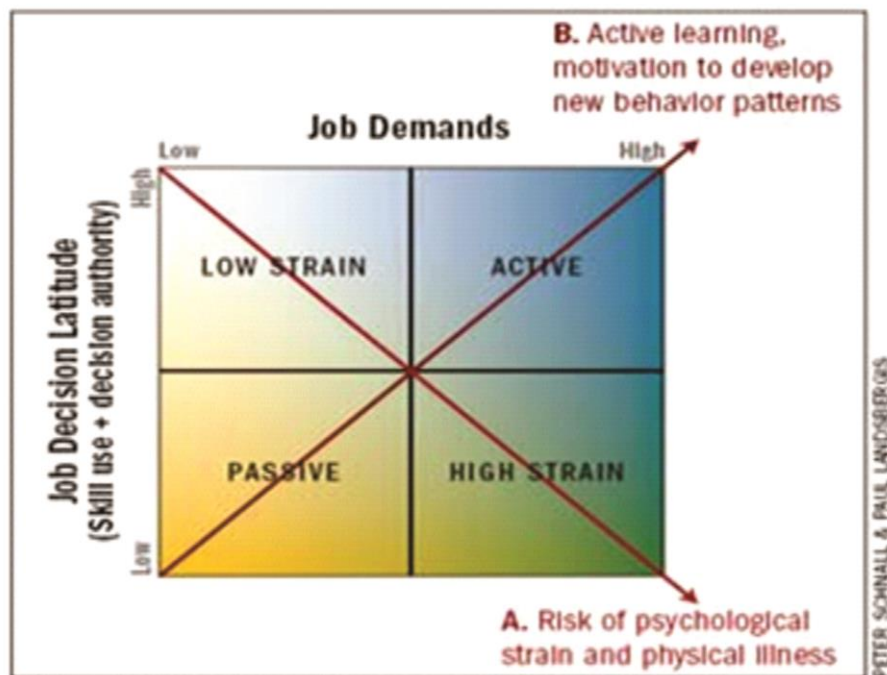 B. Active learning,
motivation to develop
new behavior patterns
Job Demands
Low
High
High
Job Decision Latitude
(Skill use + decision authority)
LOW STRAIN
ACTIVE
PASSIVE
HIGH STRAIN
Low
A. Risk of psychological
strain and physical illness
PETER SCHNALL & PAUL LANDSBERGIS